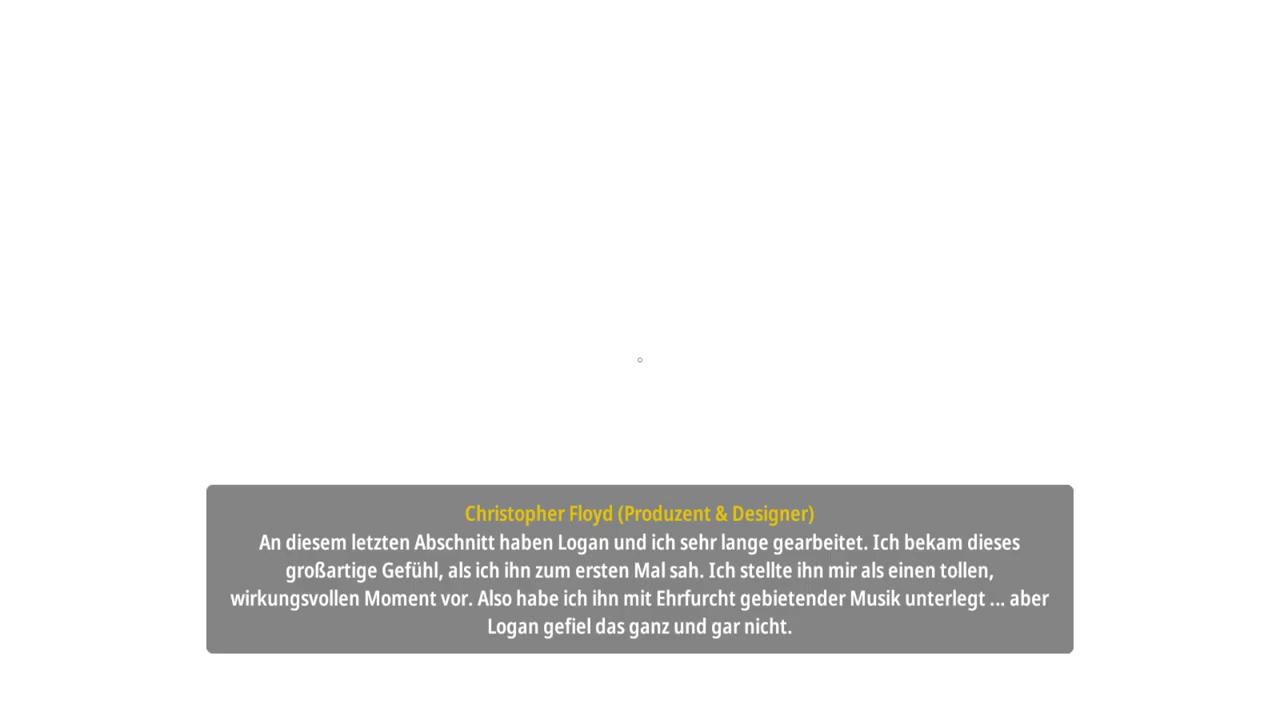 Christopher Floyd (Produzent & Designer)
An diesem letzten Abschnitt haben Logan und ich sehr lange gearbeitet. Ich bekam dieses
großartige Gefühl, als ich ihn zum ersten Mal sah. Ich stellte ihn mir als einen tollen,
wirkungsvollen Moment vor. Also habe ich ihn mit Ehrfurcht gebietender Musik unterlegt ... aber
Logan gefiel das ganz und gar nicht.